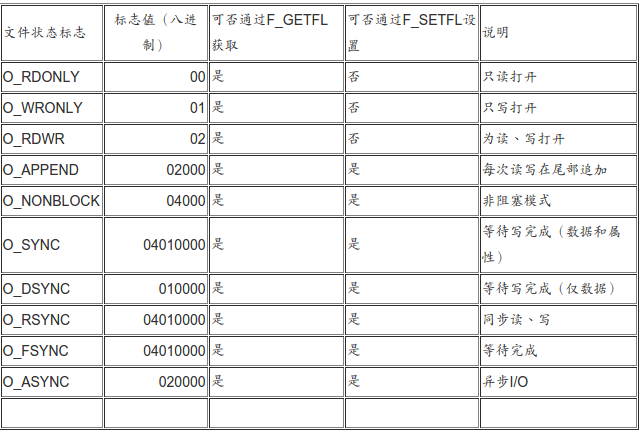 文件状态标志 标志值（八进制） 可否通过F_GETFL获取 可否通过F_SETFL设置 说明
O_RDONLY 00 是 否 只读打开
O_WRONLY 01 是 否 只写打开
O_RDWR 02 是 否 为读、写打开
O_APPEND 02000 是 是 每次读写在尾部追加
O_NONBLOCK 04000 是 是 非阻塞模式
O_SYNC 04010000 是 是 等待写完成（数据和属性）
O_DSYNC 010000 是 是 等待写完成（仅数据）
O_RSYNC 04010000 是 是 同步读、写
O_FSYNC 04010000 是 是 等待完成
O_ASYNC 020000 是 是 异步I/O